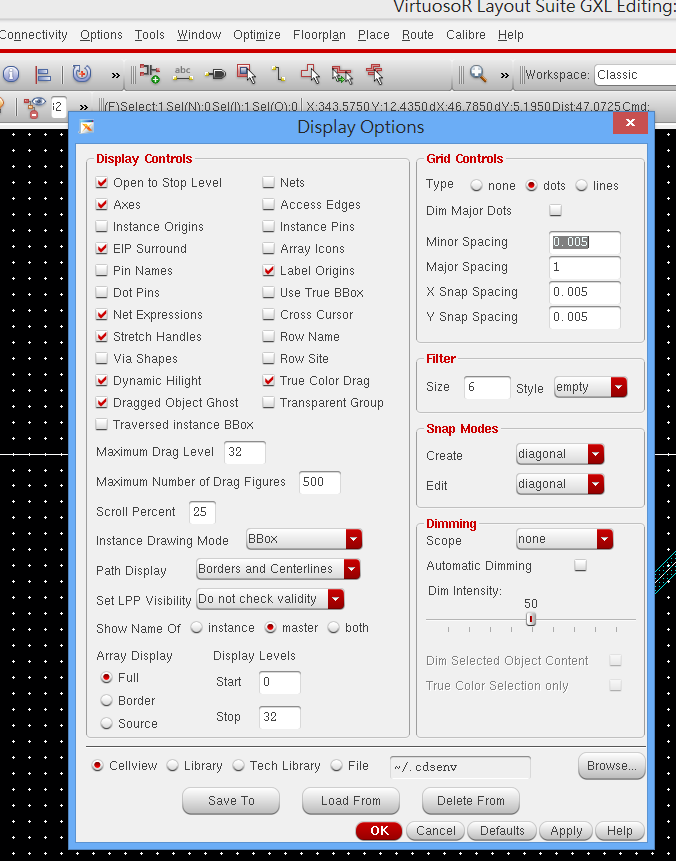 VirtuosoR Layout Suite GXL Editing:
Connectivity Options Tools Window Optimize Floorplan Place Route Calibre Help
» abc » Workspace: Classic
» (F)Select:1 Sel(N):0 Sel(I):1 Sel(O):0 X:343.5750 Y:12.4350 dX:46.7850 dY:5.1950 Dist:47.0725 Cmd:
Display Options
Display Controls
Open to Stop Level Nets
Axes Access Edges
Instance Origins Instance Pins
EIP Surround Array Icons
Pin Names Label Origins
Dot Pins Use True BBox
Net Expressions Cross Cursor
Stretch Handles Row Name
Via Shapes Row Site
Dynamic Hilight True Color Drag
Dragged Object Ghost Transparent Group
Traversed instance BBox
Maximum Drag Level 32
Maximum Number of Drag Figures 500
Scroll Percent 25
Instance Drawing Mode BBox
Path Display Borders and Centerlines
Set LPP Visibility Do not check validity
Show Name Of instance master both
Array Display Display Levels
Full Start 0
Border
Source Stop 32
Grid Controls
Type none dots lines
Dim Major Dots
Minor Spacing 0.005
Major Spacing 1
X Snap Spacing 0.005
Y Snap Spacing 0.005
Filter
Size 6 Style empty
Snap Modes
Create diagonal
Edit diagonal
Dimming
Scope none
Automatic Dimming
Dim Intensity:
50
Dim Selected Object Content
True Color Selection only
Cellview Library Tech Library File ~/.cdsenv Browse...
Save To Load From Delete From
OK Cancel Defaults Apply Help